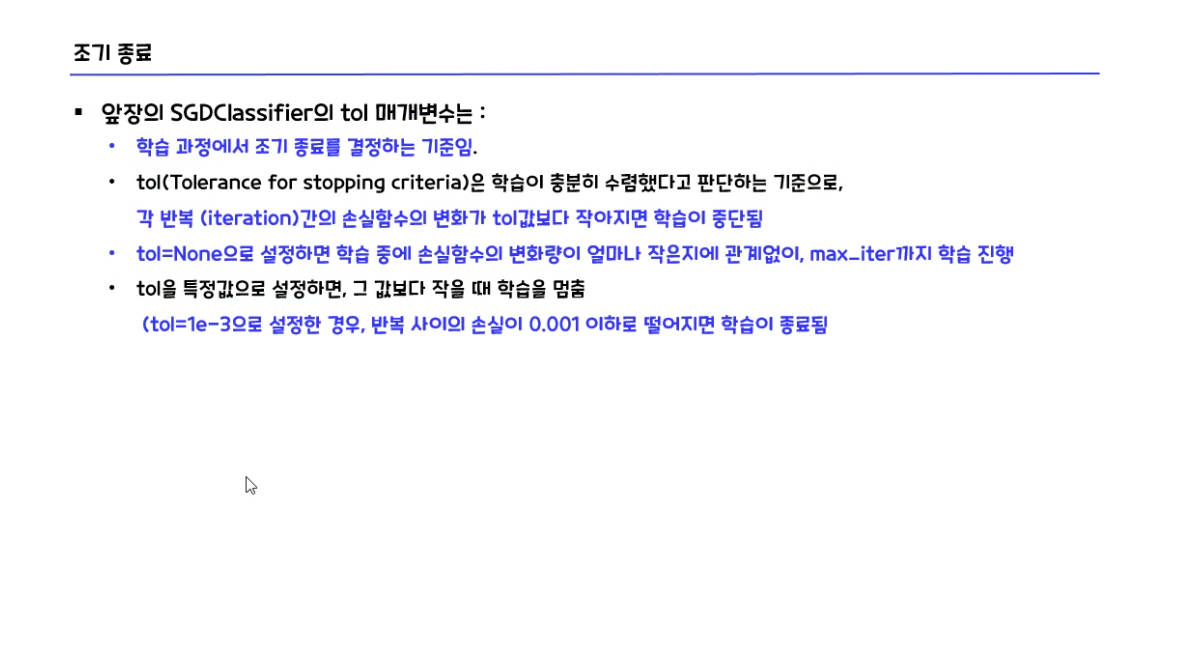 조기 종료
▪ 앞장의 SGDClassifier의 tol 매개변수는 :
• 학습 과정에서 조기 종료를 결정하는 기준임.
• tol(Tolerance for stopping criteria)은 학습이 충분히 수렴했다고 판단하는 기준으로,
각 반복 (iteration)간의 손실함수의 변화가 tol값보다 작아지면 학습이 중단됨
• tol=None으로 설정하면 학습 중에 손실함수의 변화량이 얼마나 작은지에 관계없이, max_iter까지 학습 진행
• tol을 특정값으로 설정하면, 그 값보다 작을 때 학습을 멈춤
(tol=1e-3으로 설정한 경우, 반복 사이의 손실이 0.001 이하로 떨어지면 학습이 종료됨